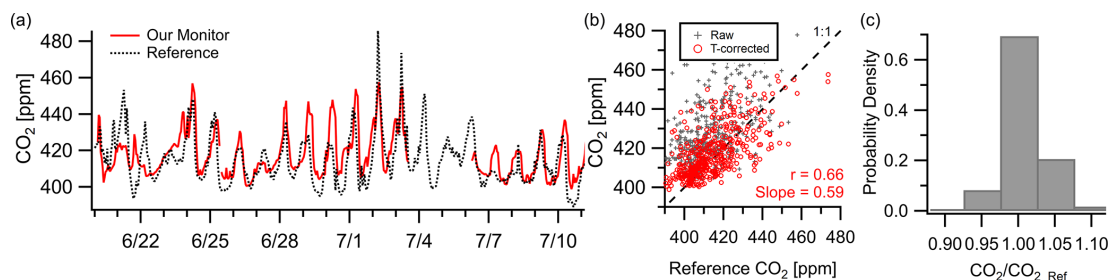 (a)
Our Monitor
Reference
CO2 [ppm]
480
460
440
420
400
6/22
6/25
6/28
7/1
7/4
7/7
7/10
(b)
Raw
T-corrected
1:1
CO2 [ppm]
480
460
440
420
400
r = 0.66
Slope = 0.59
400
420
440
460
480
Reference CO2 [ppm]
(c)
Probability Density
0.6
0.4
0.2
0.0
0.90
0.95
1.00
1.05
1.10
CO2/CO2_Ref